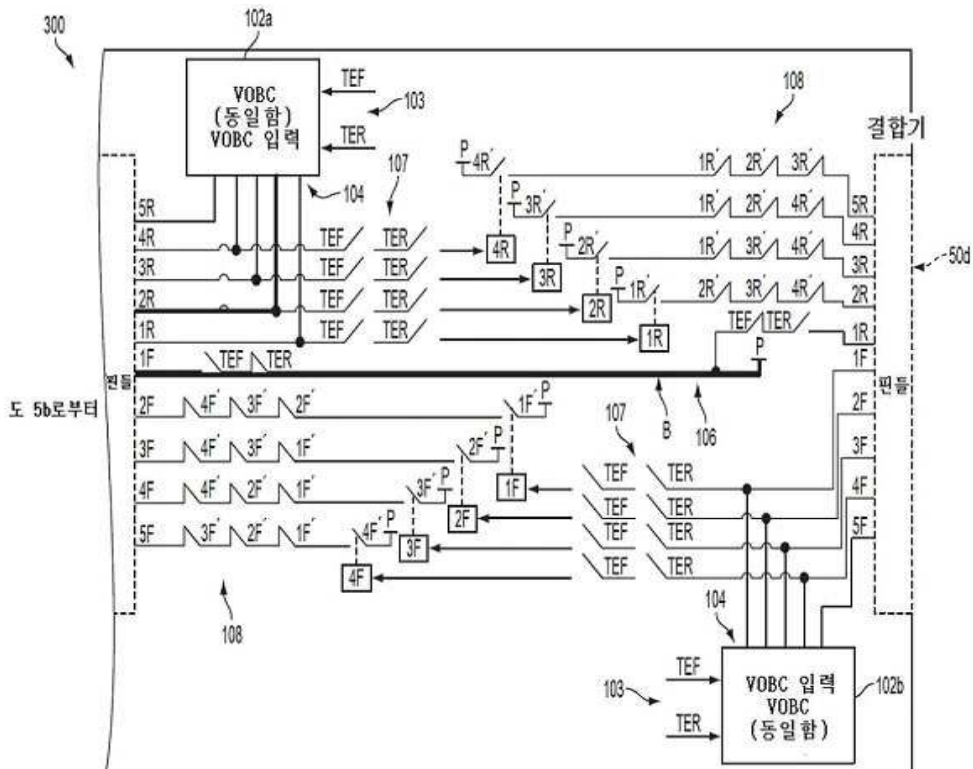 300
102a
VOBC
(동일함)
VOBC 입력
TEF
TER
103
104
107
108
결합기
50d
5R
4R
3R
2R
1R
1F
핀들
도 5b로부터
2F
3F
4F
5F
TEF TER
TEF TER
TEF TER
TEF TER
P 4R′ 1R′ 2R′ 3R′
P 3R′ 1R′ 2R′ 4R′
P 2R′ 1R′ 3R′ 4R′
P 1R′ 2R′ 3R′ 4R′
4R
3R
2R
1R
TEF TER
TEF TER
P
B
106
5R
4R
3R
2R
1R
1F
핀들
2F
3F
4F
5F
4F′ 3F′ 2F′ 1F′ P
4F′ 3F′ 1F′ 2F′ P
4F′ 2F′ 1F′ 3F′ P
3F′ 2F′ 1F′ 4F′ P
1F
2F
3F
4F
107
TEF TER
TEF TER
TEF TER
TEF TER
108
104
103
TEF
TER
VOBC 입력
VOBC
(동일함)
102b